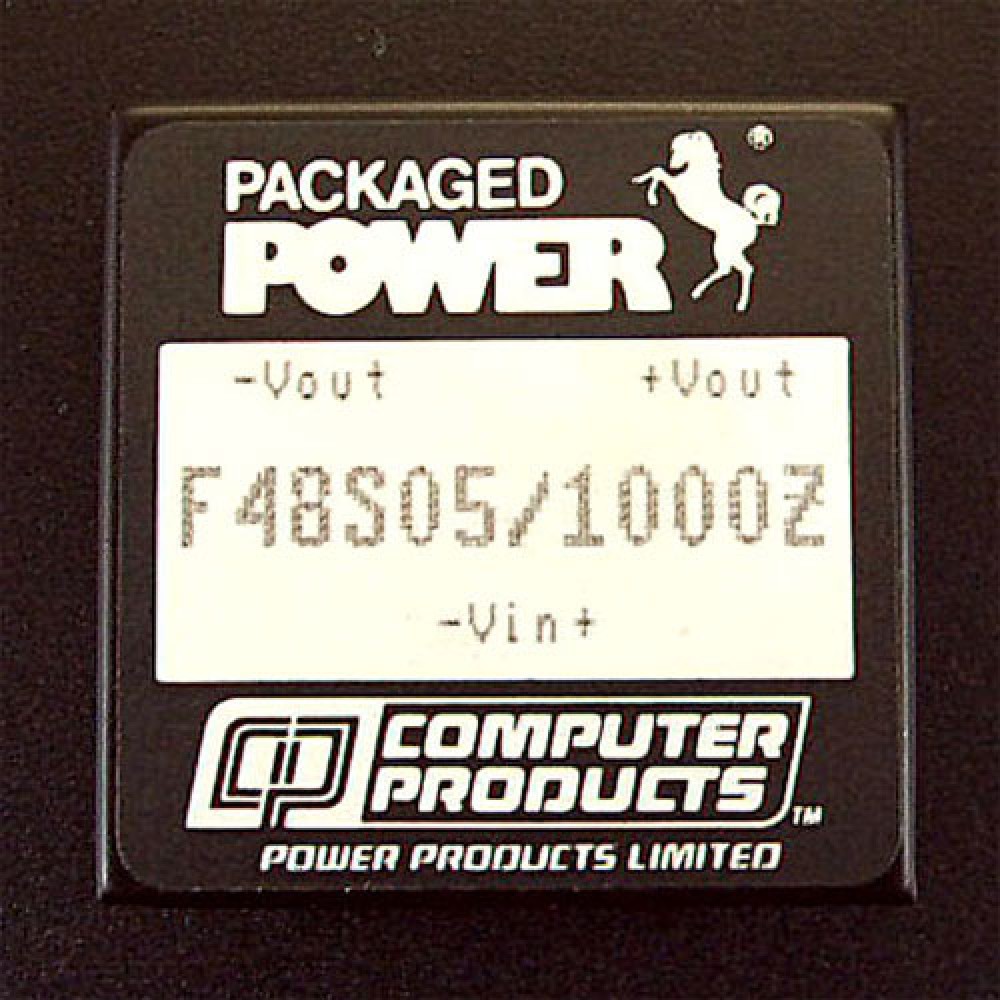 PACKAGED ®
POWER
-Vout +Vout
F48S05/1000Z
-Vin+
COMPUTER
PRODUCTS ™
POWER PRODUCTS LIMITED